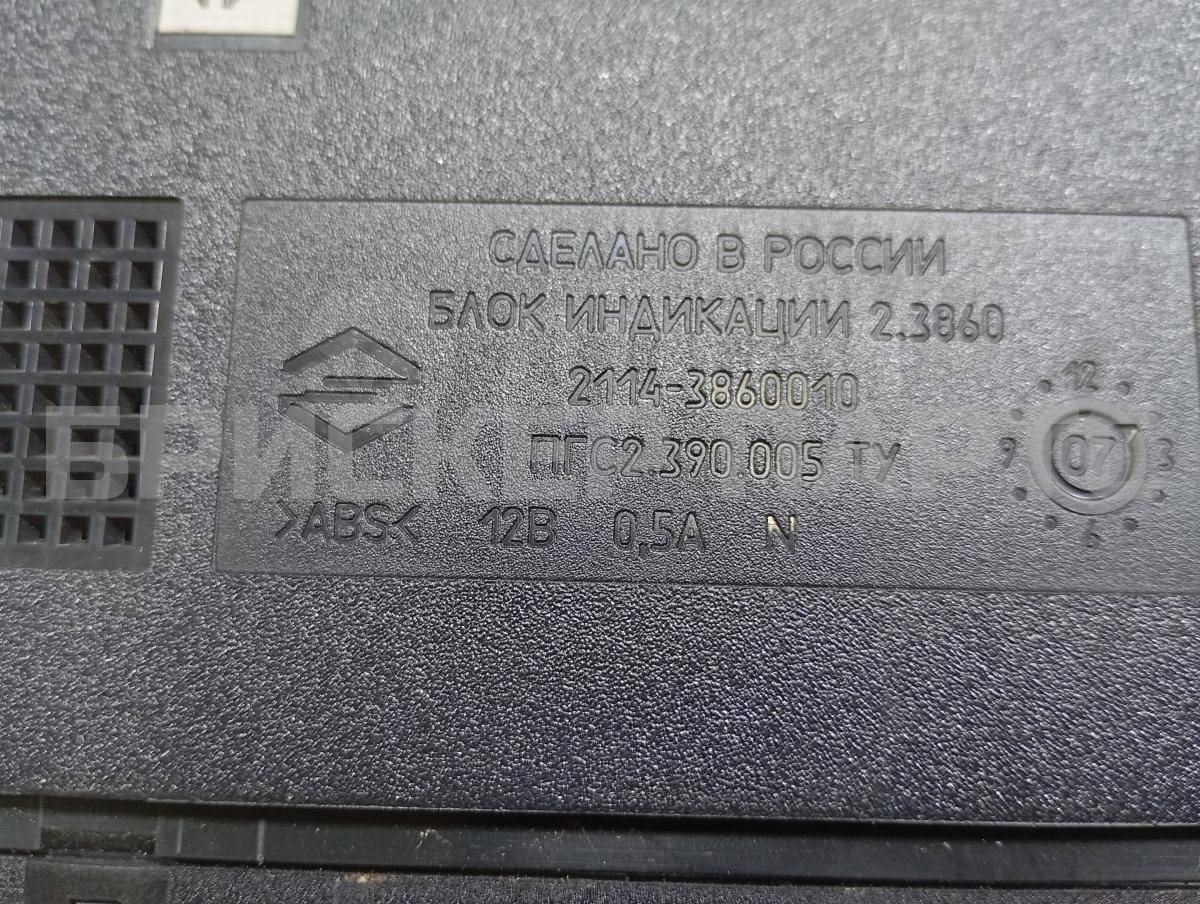 СДЕЛАНО В РОССИИ
БЛОК ИНДИКАЦИИ 2.3860
2114-3860010
ПГС2.390.005 ТУ
>ABS< 12В 0,5А N
12
9 07 3
6